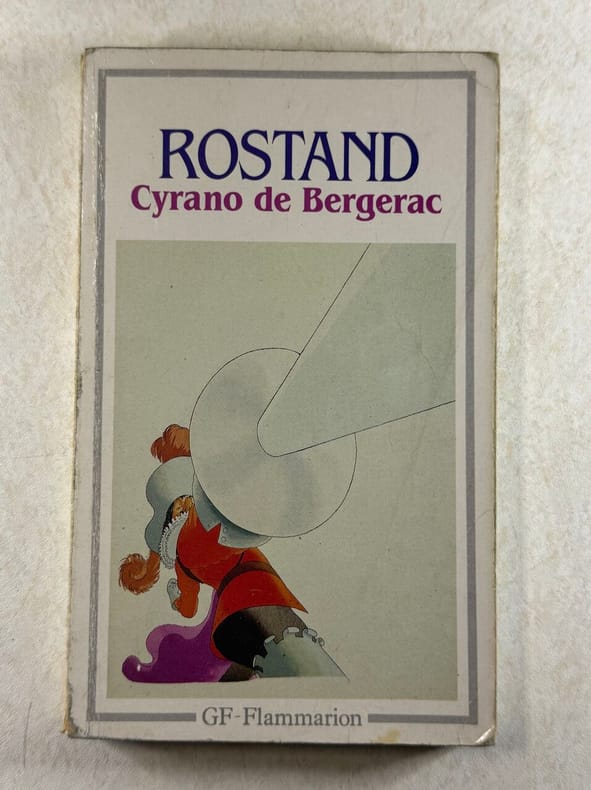 ROSTAND
Cyrano de Bergerac
GF-Flammarion